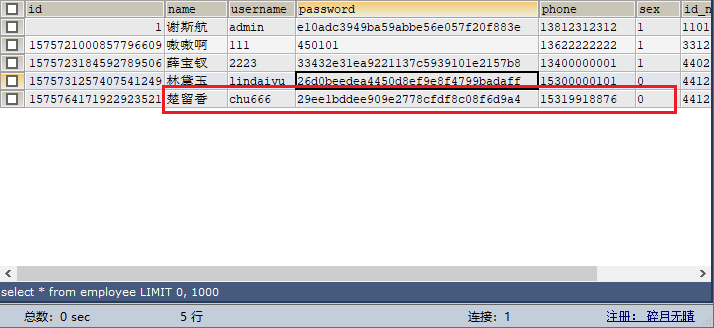 id name username password phone sex id_n
1 谢斯航 admin e10adc3949ba59abbe56e057f20f883e 13812312312 1 1101
1575721000857796609 嗷嗷啊 111 450101 13622222222 1 3312
1575723184592789506 薛宝钗 2223 33432e31ea9221137c5939101e2157b8 13400000001 1 4402
1575731257407541249 林黛玉 lindaiyu 26d0beedea4450d8ef9e8f4799badaff 15300000101 0 4412
1575764171922923521 楚留香 chu666 29ee1bddee909e2778cfdf8c08f6d9a4 15319918876 0 4412
select * from employee LIMIT 0, 1000
总数: 0 sec 5 行 连接: 1 注册: 碎月无晴